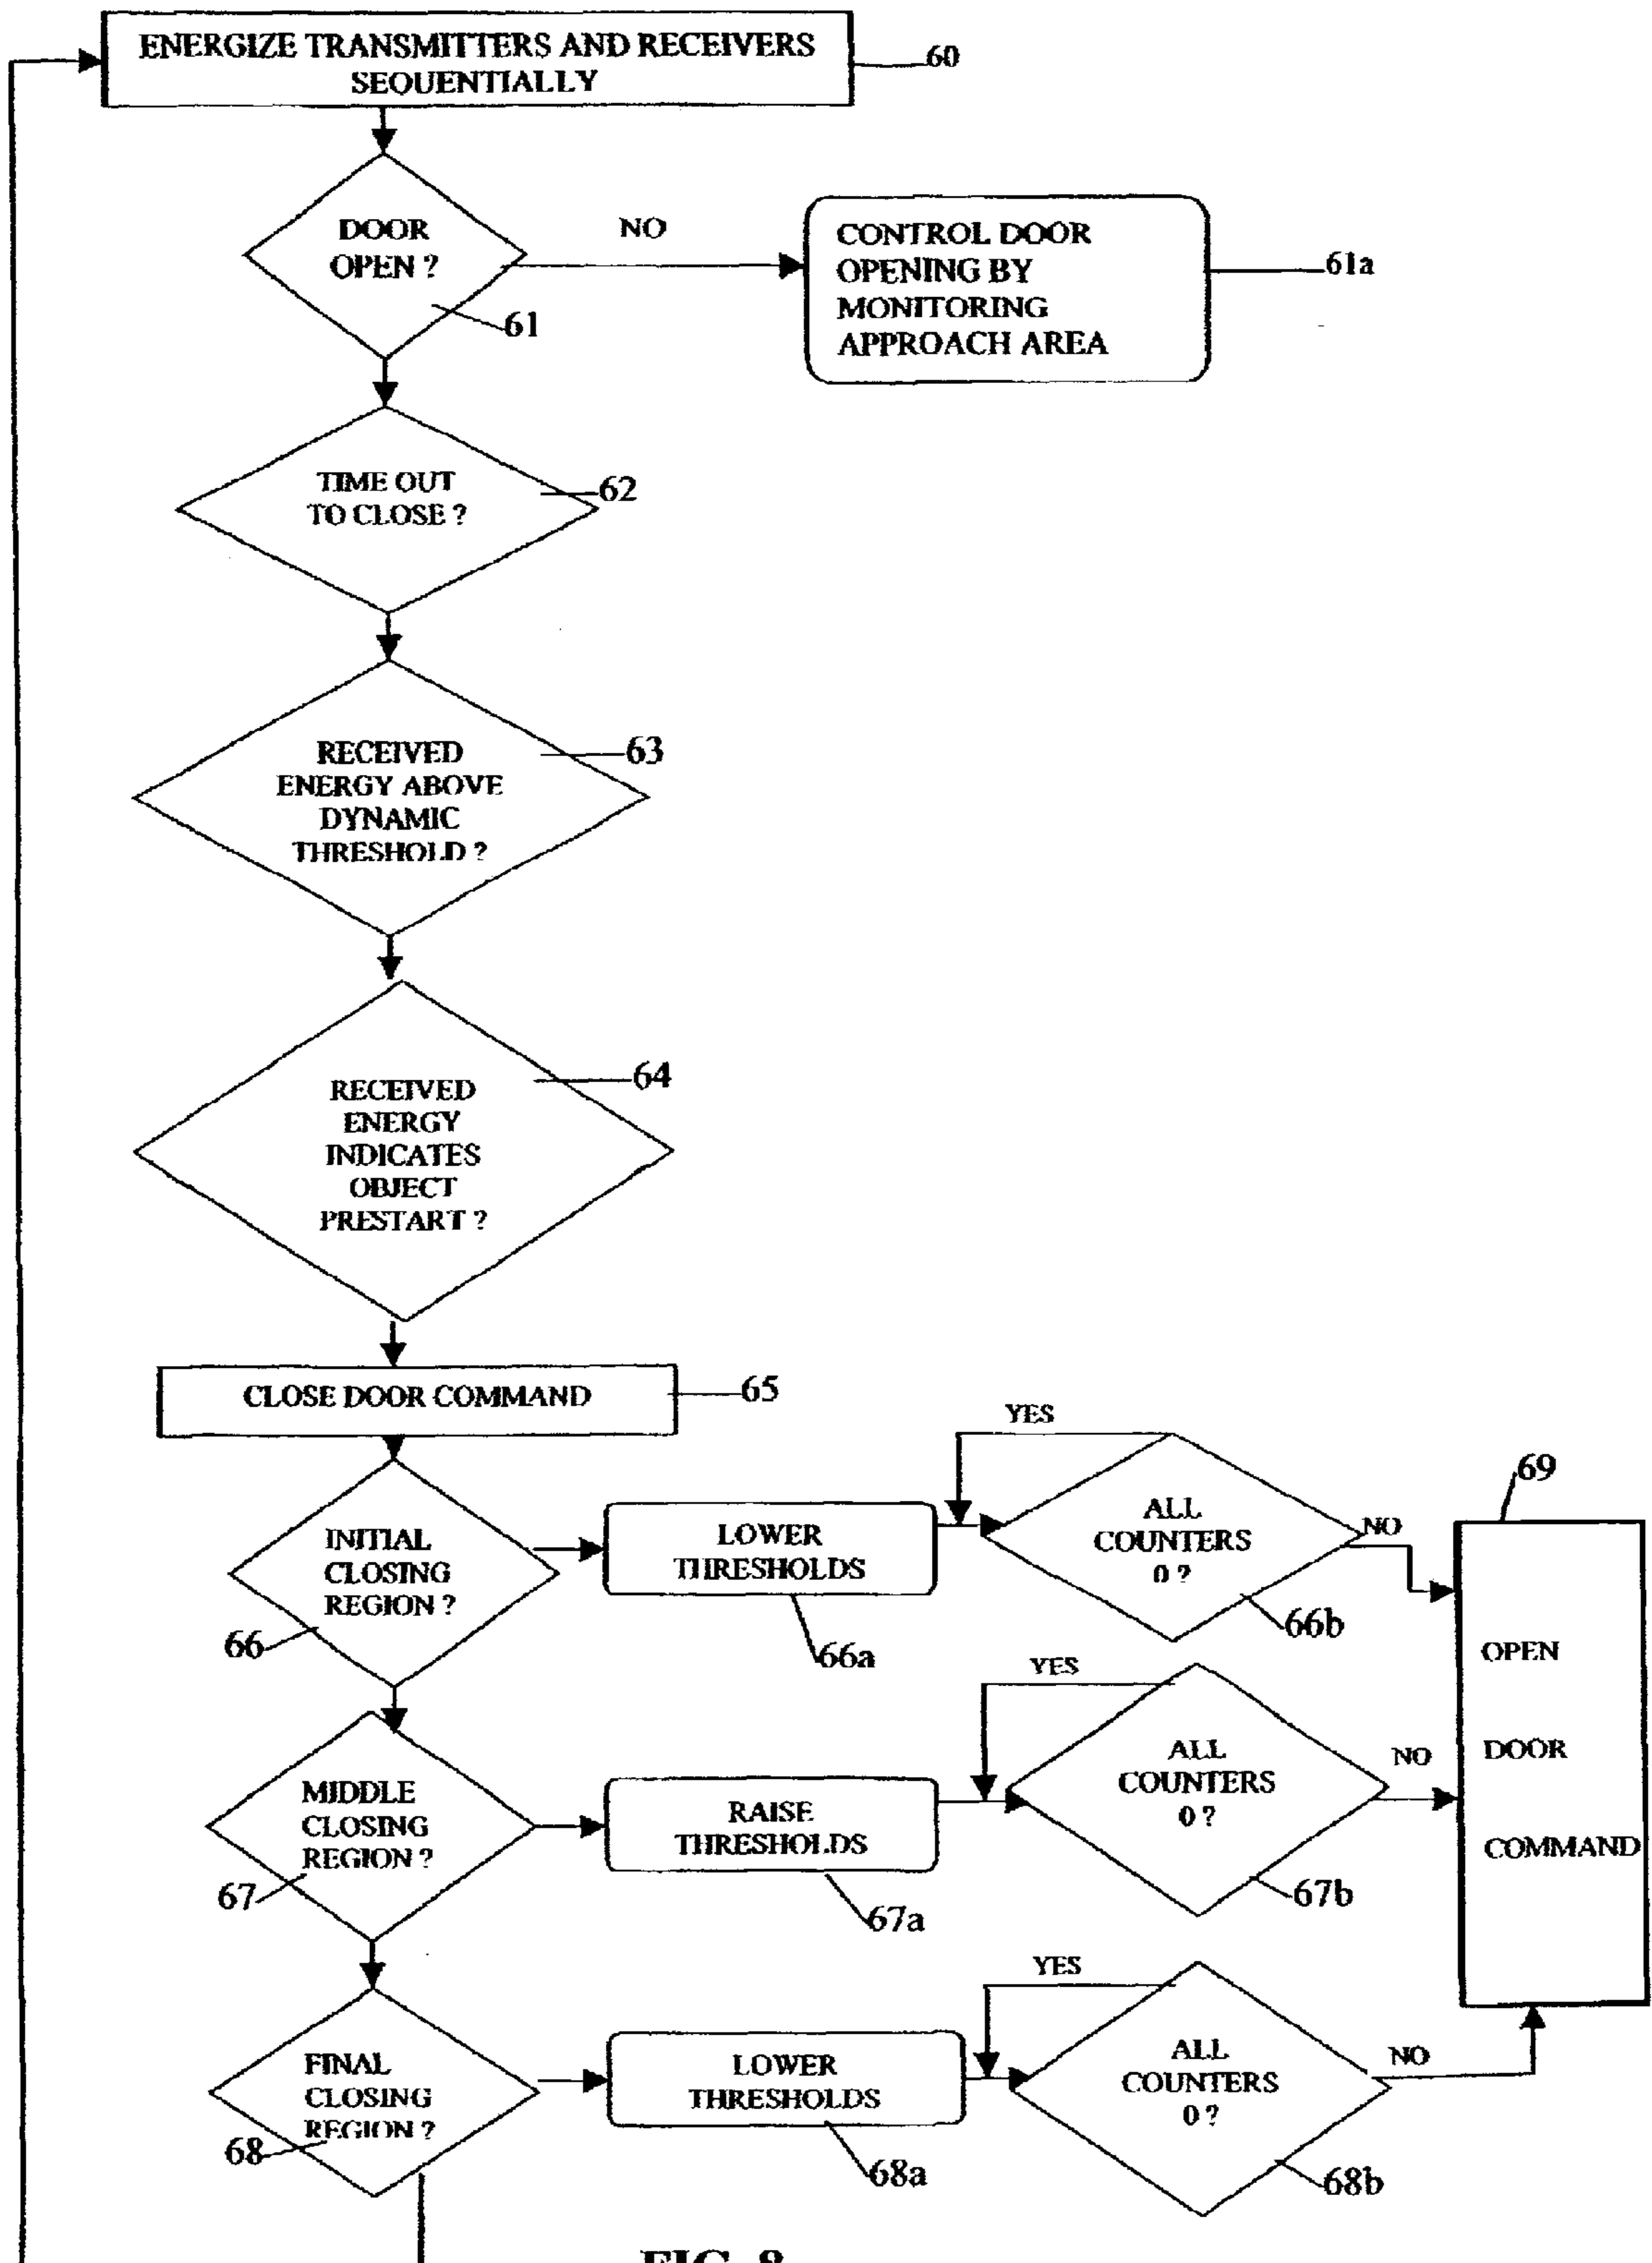 ENERGIZE TRANSMITTERS AND RECEIVERS
SEQUENTIALLY
60
DOOR
OPEN ?
61
NO
CONTROL DOOR
OPENING BY
MONITORING
APPROACH AREA
61a
TIME OUT
TO CLOSE ?
62
RECEIVED
ENERGY ABOVE
DYNAMIC
THRESHOLD ?
63
RECEIVED
ENERGY
INDICATES
OBJECT
PRESTART ?
64
CLOSE DOOR COMMAND
65
INITIAL
CLOSING
REGION ?
66
LOWER
THRESHOLDS
66a
YES
ALL
COUNTERS
0 ?
66b
NO
69
OPEN
DOOR
COMMAND
MIDDLE
CLOSING
REGION ?
67
RAISE
THRESHOLDS
67a
YES
ALL
COUNTERS
0 ?
67b
NO
FINAL
CLOSING
REGION ?
68
LOWER
THRESHOLDS
68a
YES
ALL
COUNTERS
0 ?
68b
NO
FIG. 8